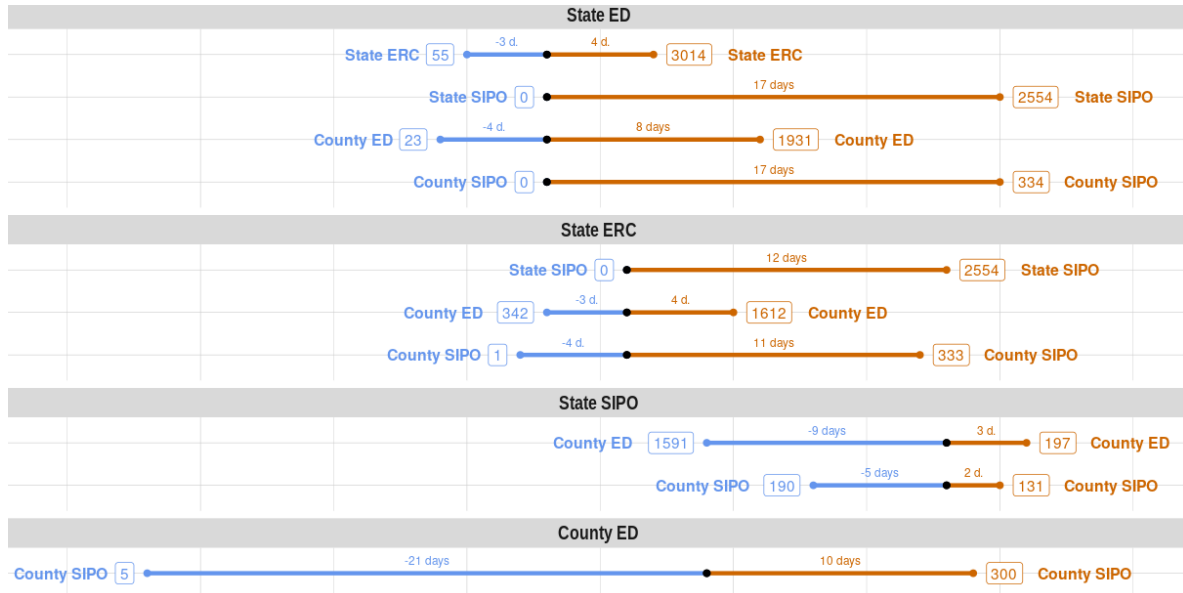 State ED
-3 d. 4 d.
State ERC 55 3014 State ERC
17 days
State SIPO 0 2554 State SIPO
-4 d. 8 days
County ED 23 1931 County ED
17 days
County SIPO 0 334 County SIPO
State ERC
12 days
State SIPO 0 2554 State SIPO
-3 d. 4 d.
County ED 342 1612 County ED
-4 d. 11 days
County SIPO 1 333 County SIPO
State SIPO
-9 days 3 d.
County ED 1591 197 County ED
-5 days 2 d.
County SIPO 190 131 County SIPO
County ED
-21 days 10 days
County SIPO 5 300 County SIPO